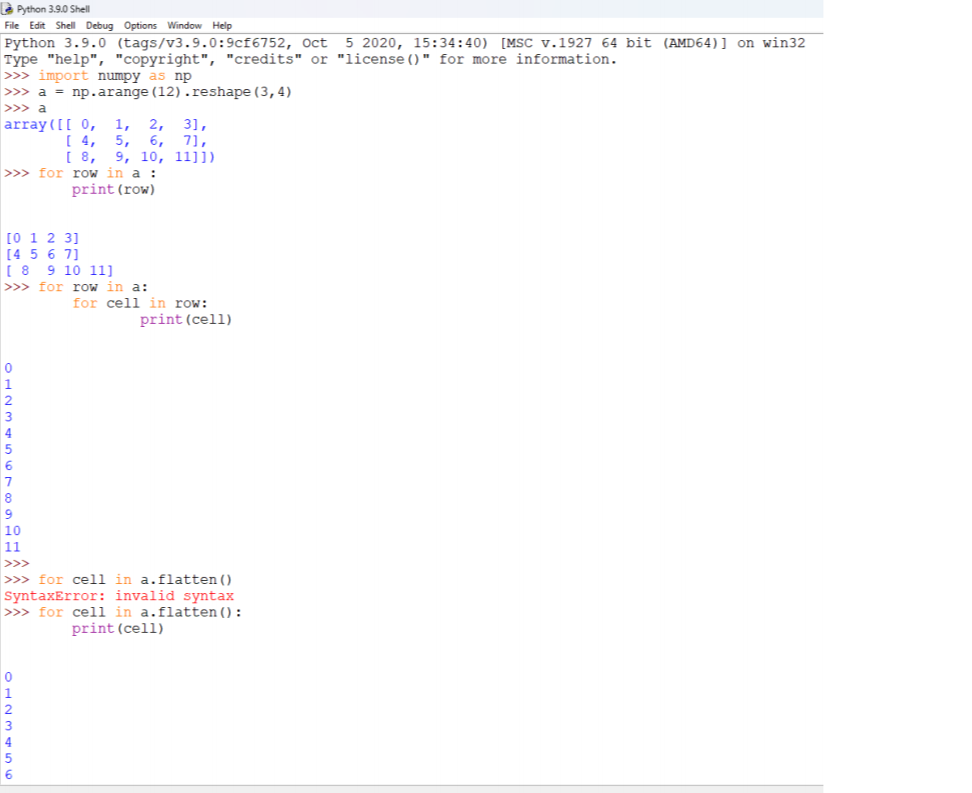 Python 3.9.0 Shell
File Edit Shell Debug Options Window Help
Python 3.9.0 (tags/v3.9.0:9cf6752, Oct  5 2020, 15:34:40) [MSC v.1927 64 bit (AMD64)] on win32
Type "help", "copyright", "credits" or "license()" for more information.
>>> import numpy as np
>>> a = np.arange(12).reshape(3,4)
>>> a
array([[ 0,  1,  2,  3],
       [ 4,  5,  6,  7],
       [ 8,  9, 10, 11]])
>>> for row in a :
        print(row)
[0 1 2 3]
[4 5 6 7]
[ 8  9 10 11]
>>> for row in a:
        for cell in row:
                print(cell)
0
1
2
3
4
5
6
7
8
9
10
11
>>>
>>> for cell in a.flatten()
SyntaxError: invalid syntax
>>> for cell in a.flatten():
        print(cell)
0
1
2
3
4
5
6